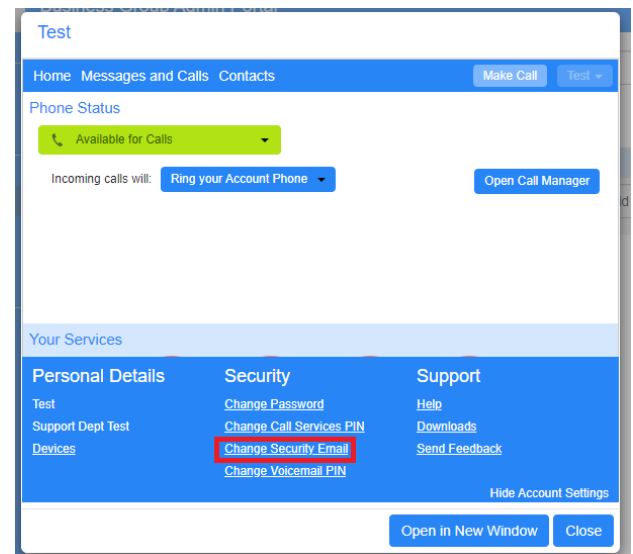 Business Group Admin Portal
Test
Home Messages and Calls Contacts Make Call Test
Phone Status
Available for Calls
Incoming calls will: Ring your Account Phone Open Call Manager
Your Services
Personal Details Security Support
Test Change Password Help
Support Dept Test Change Call Services PIN Downloads
Devices Change Security Email Send Feedback
Change Voicemail PIN
Hide Account Settings
Open in New Window Close